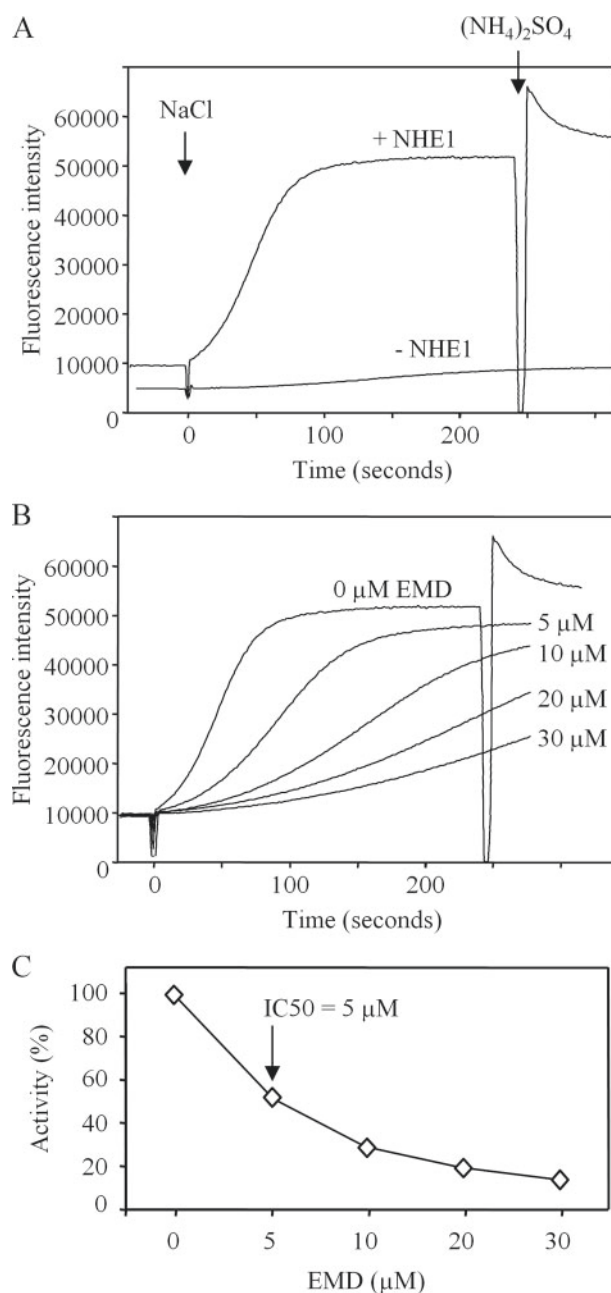 A
(NH₄)₂SO₄
NaCl
60000
50000
40000
30000
20000
10000
0
Fluorescence intensity
+ NHE1
- NHE1
0
100
200
Time (seconds)
B
60000
50000
40000
30000
20000
10000
0
Fluorescence intensity
0 μM EMD
5 μM
10 μM
20 μM
30 μM
0
100
200
Time (seconds)
C
100
80
60
40
20
0
Activity (%)
IC50 = 5 μM
0
5
10
20
30
EMD (μM)